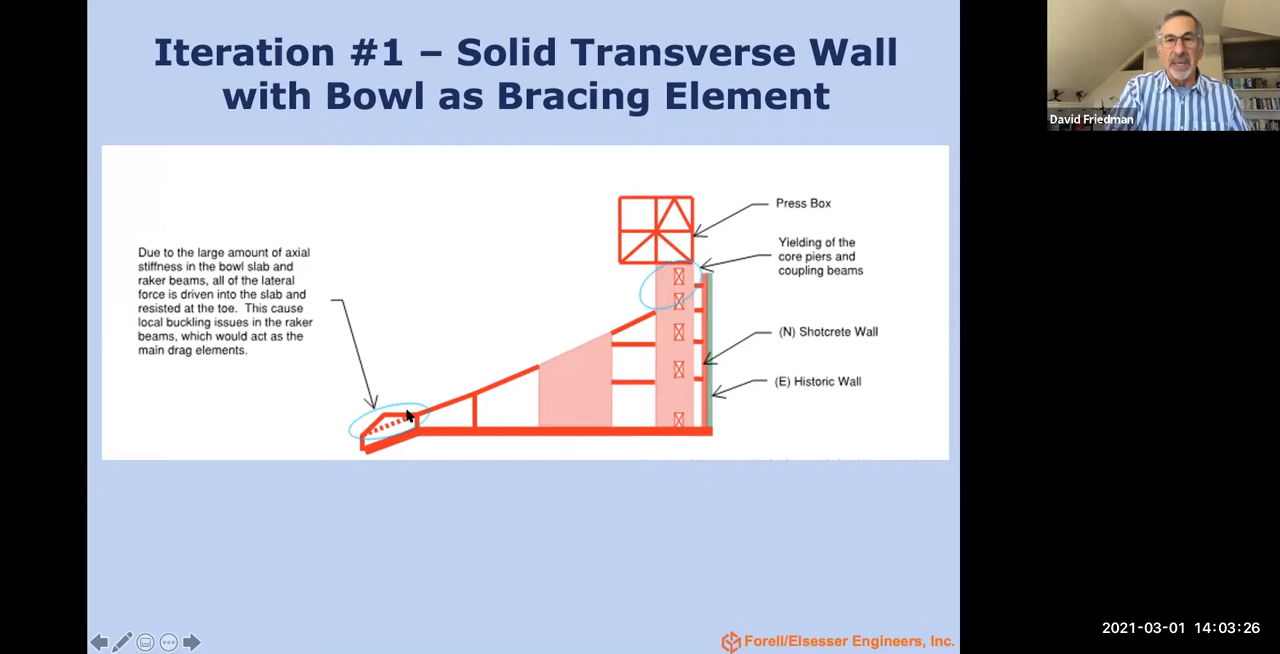 Iteration #1 – Solid Transverse Wall
with Bowl as Bracing Element
David Friedman
Due to the large amount of axial
stiffness in the bowl slab and
raker beams, all of the lateral
force is driven into the slab and
resisted at the toe. This cause
local buckling issues in the raker
beams, which would act as the
main drag elements.
Press Box
Yielding of the
core piers and
coupling beams
(N) Shotcrete Wall
(E) Historic Wall
2021-03-01 14:03:26
Forell/Elsesser Engineers, Inc.